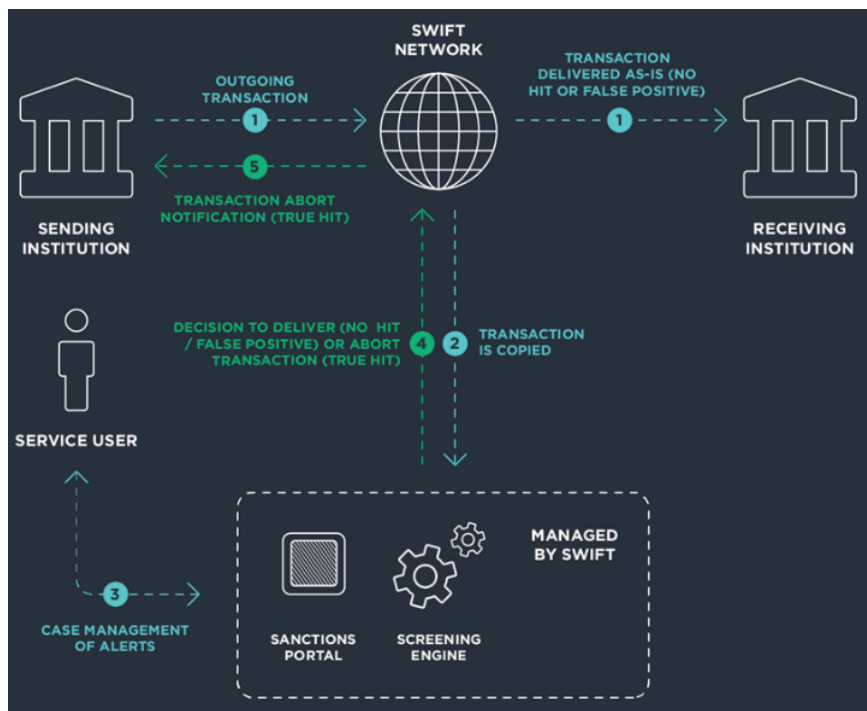 SWIFT
NETWORK
OUTGOING
TRANSACTION
1
TRANSACTION
DELIVERED AS-IS (NO
HIT OR FALSE POSITIVE)
1
5
TRANSACTION ABORT
NOTIFICATION (TRUE HIT)
SENDING
INSTITUTION
RECEIVING
INSTITUTION
DECISION TO DELIVER (NO HIT
/ FALSE POSITIVE) OR ABORT
TRANSACTION (TRUE HIT)
4
2
TRANSACTION
IS COPIED
SERVICE USER
3
CASE MANAGEMENT
OF ALERTS
MANAGED
BY SWIFT
SANCTIONS
PORTAL
SCREENING
ENGINE